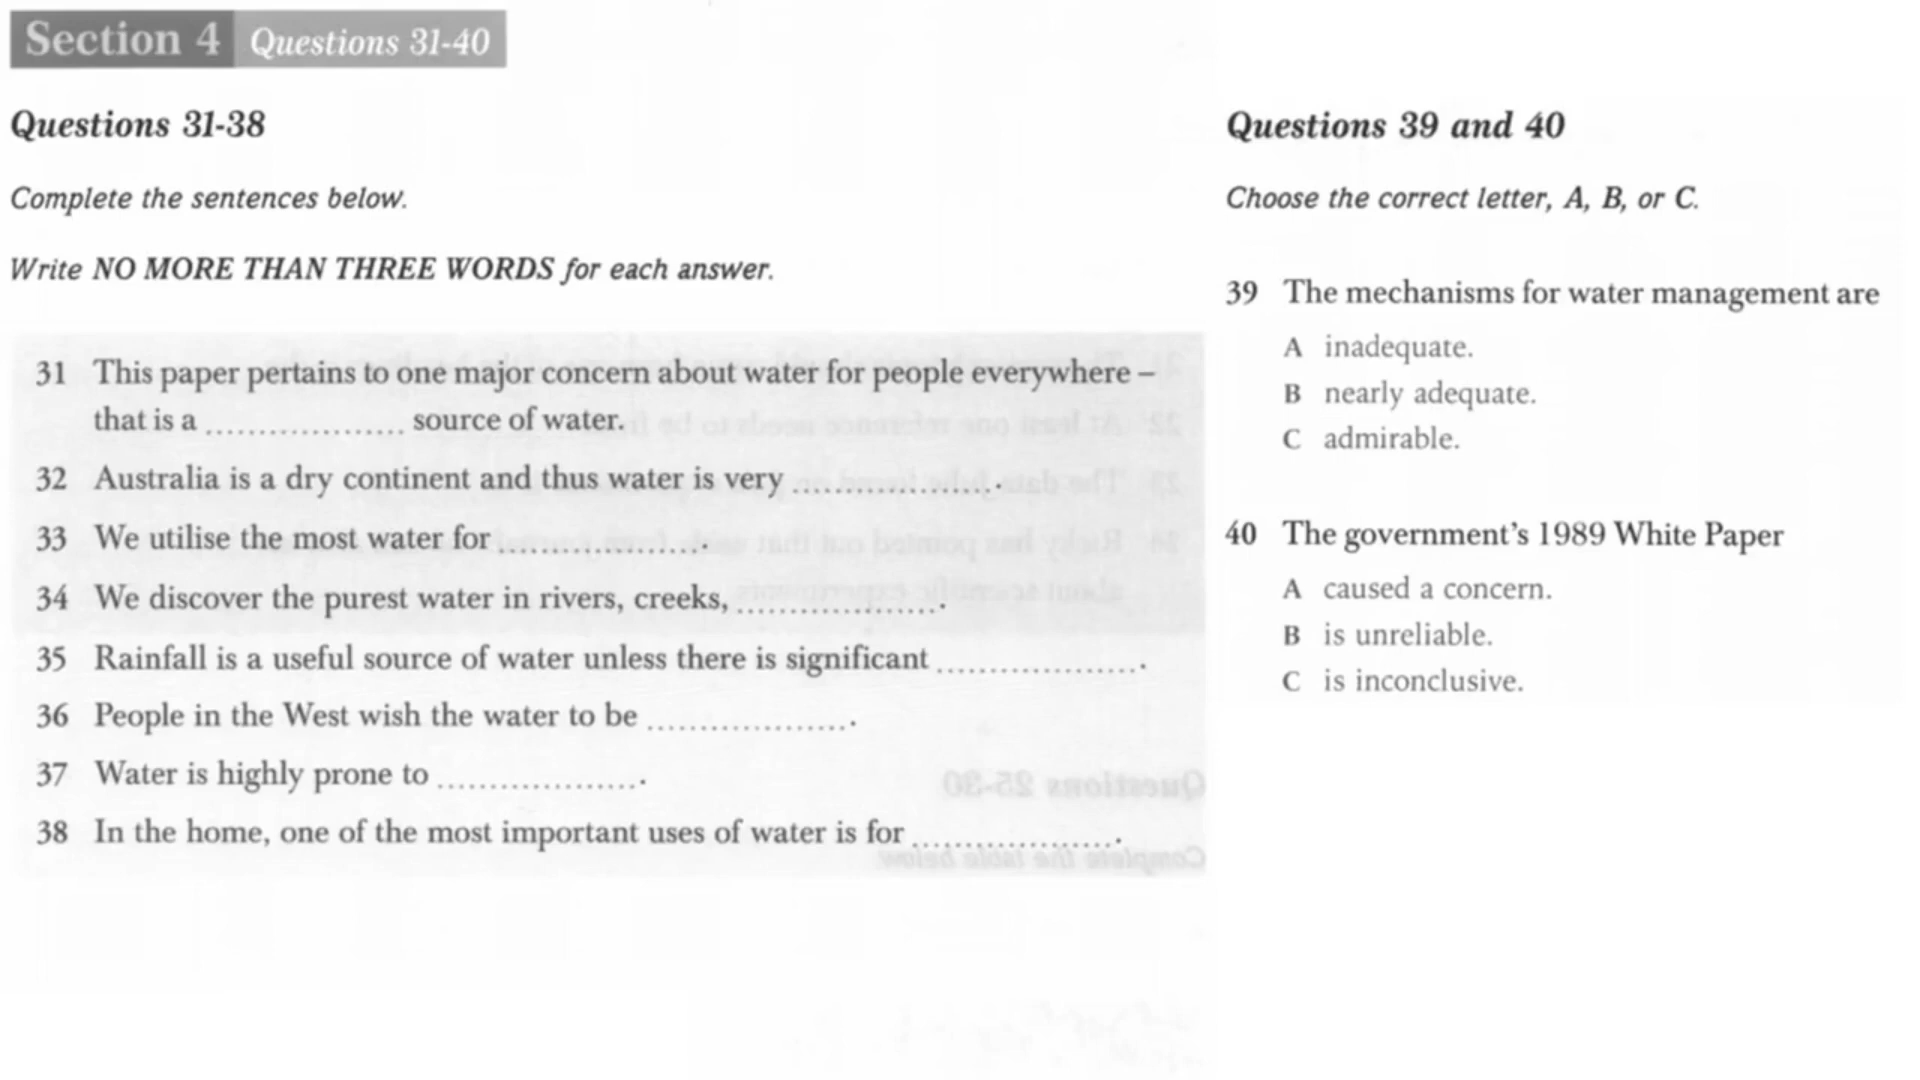 Section 4 Questions 31-40
Questions 31-38
Complete the sentences below.
Write NO MORE THAN THREE WORDS for each answer.
31 This paper pertains to one major concern about water for people everywhere –
that is a .................. source of water.
32 Australia is a dry continent and thus water is very ...................
33 We utilise the most water for ...................
34 We discover the purest water in rivers, creeks, ...................
35 Rainfall is a useful source of water unless there is significant ...................
36 People in the West wish the water to be ...................
37 Water is highly prone to ...................
38 In the home, one of the most important uses of water is for ...................
Questions 39 and 40
Choose the correct letter, A, B, or C.
39 The mechanisms for water management are
A inadequate.
B nearly adequate.
C admirable.
40 The government's 1989 White Paper
A caused a concern.
B is unreliable.
C is inconclusive.